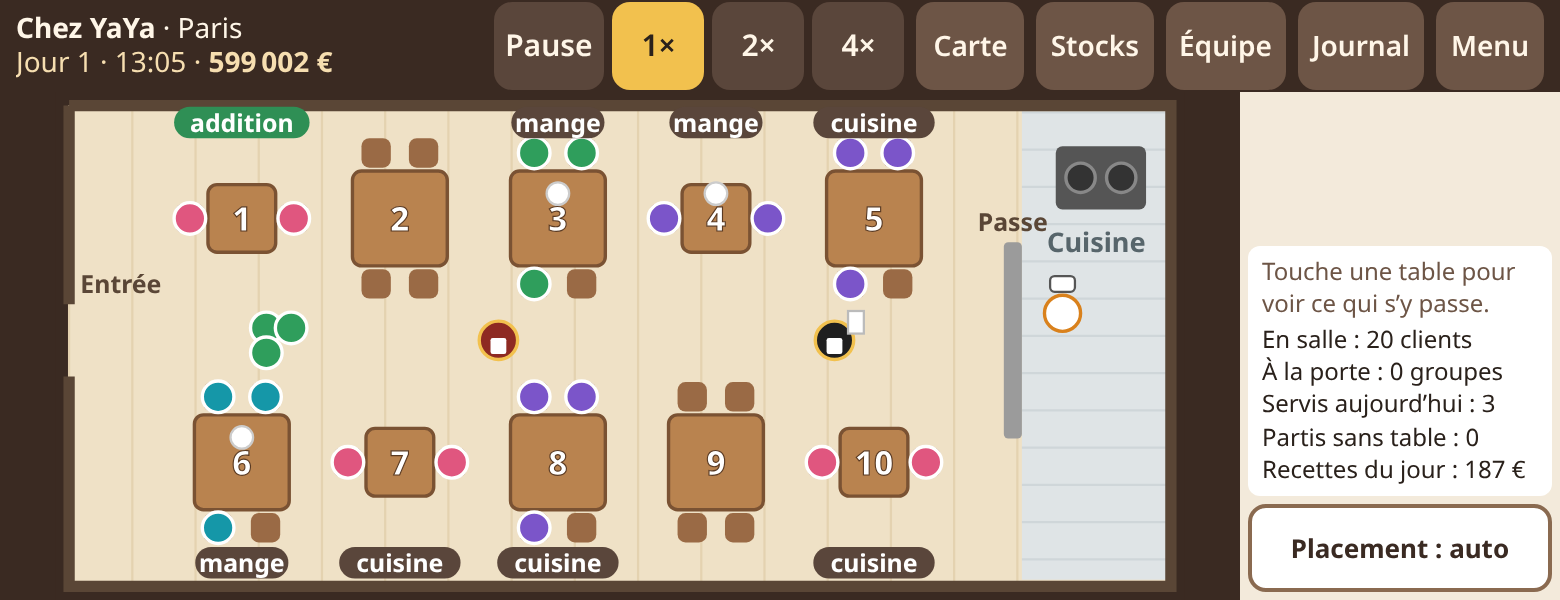 Chez YaYa · Paris
Jour 1 · 13:05 · 599 002 €
Pause
1×
2×
4×
Carte
Stocks
Équipe
Journal
Menu
addition
mange
mange
cuisine
1
2
3
4
5
Passe
Cuisine
Entrée
6
7
8
9
10
mange
cuisine
cuisine
cuisine
Touche une table pour
voir ce qui s’y passe.
En salle : 20 clients
À la porte : 0 groupes
Servis aujourd’hui : 3
Partis sans table : 0
Recettes du jour : 187 €
Placement : auto